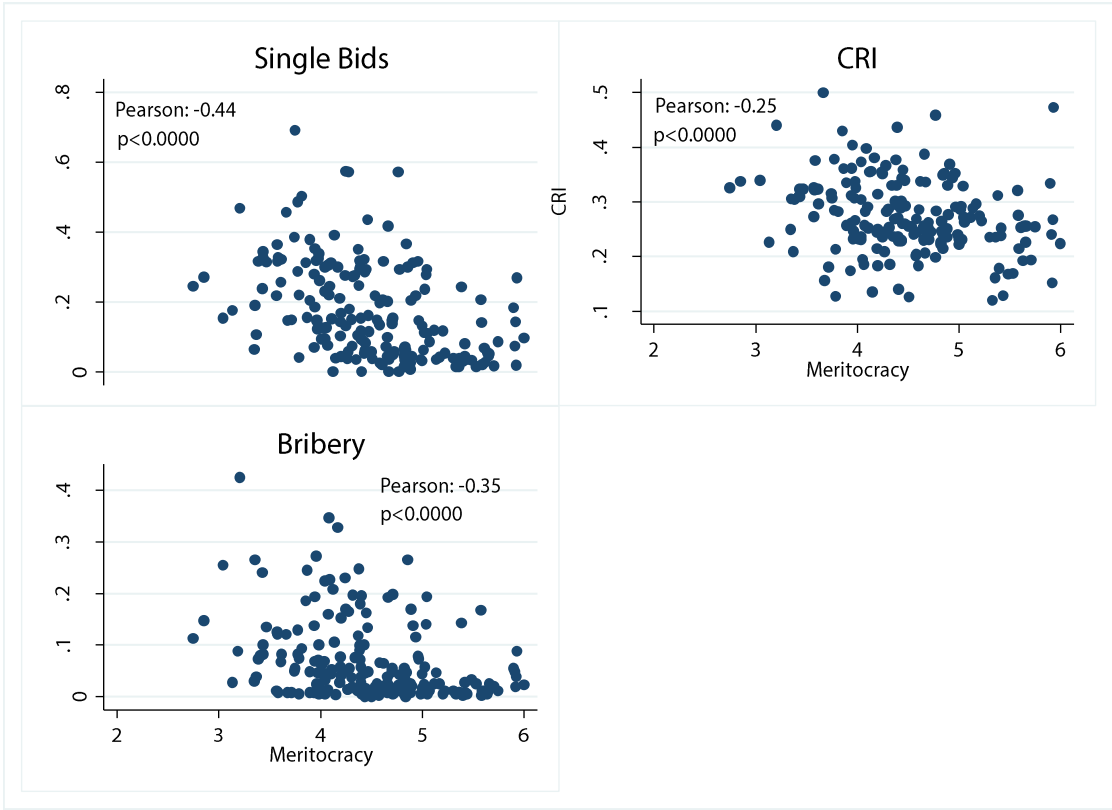 Single Bids
Pearson: -0.44
p<0.0000
.8
.6
.4
.2
0
CRI
Pearson: -0.25
p<0.0000
CRI
.5
.4
.3
.2
.1
2 3 4 5 6
Meritocracy
Bribery
Pearson: -0.35
p<0.0000
.4
.3
.2
.1
0
2 3 4 5 6
Meritocracy